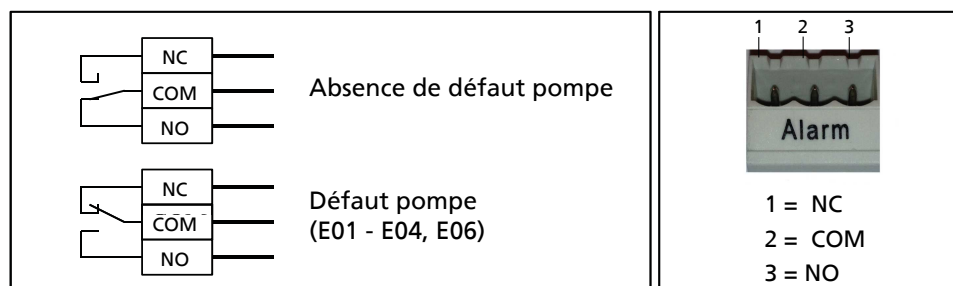 NC
COM
NO
Absence de défaut pompe
NC
COM
NO
Défaut pompe
(E01 - E04, E06)
1 2 3
Alarm
1 = NC
2 = COM
3 = NO